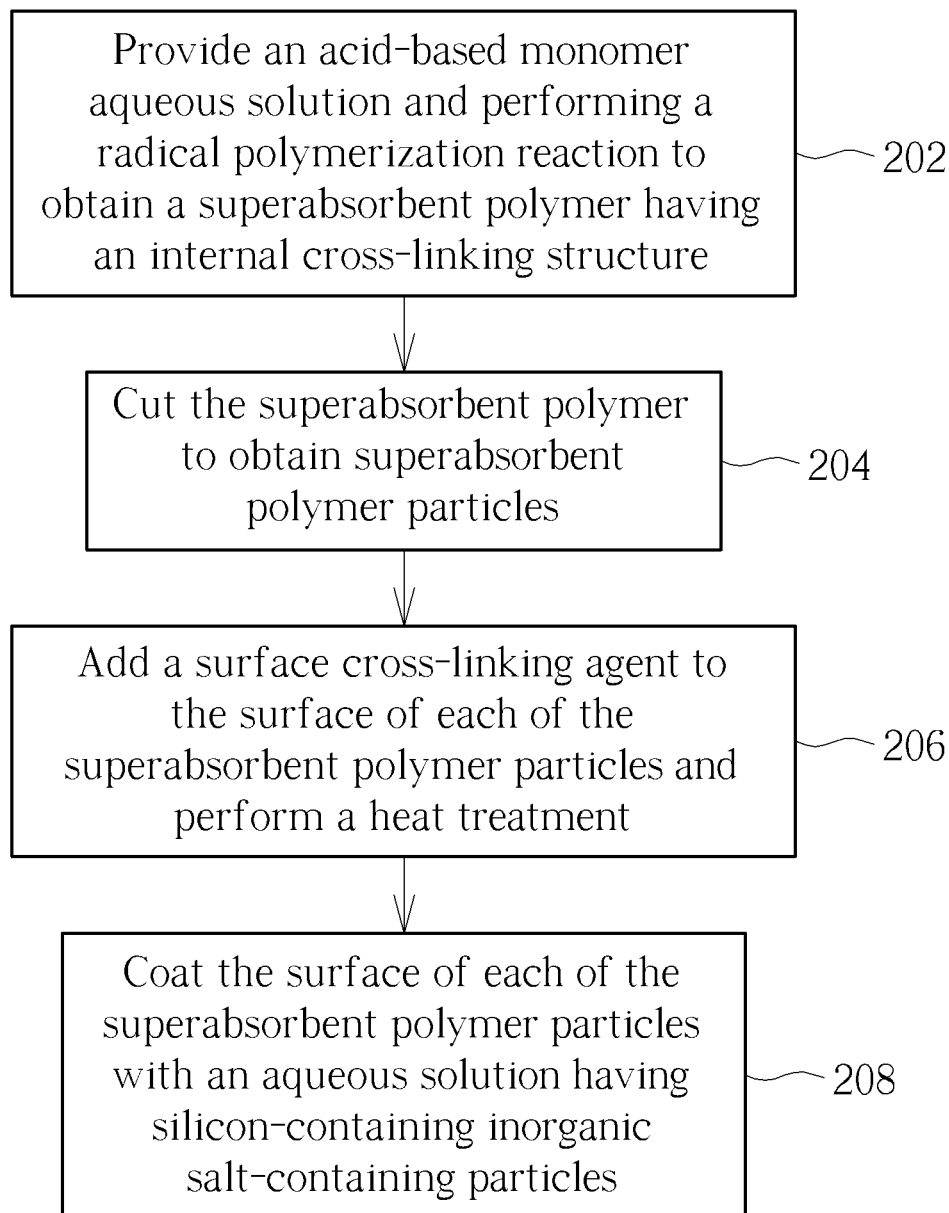 Provide an acid-based monomer
aqueous solution and performing a
radical polymerization reaction to
obtain a superabsorbent polymer having
an internal cross-linking structure
202
Cut the superabsorbent polymer
to obtain superabsorbent
polymer particles
204
Add a surface cross-linking agent to
the surface of each of the
superabsorbent polymer particles and
perform a heat treatment
206
Coat the surface of each of the
superabsorbent polymer particles
with an aqueous solution having
silicon-containing inorganic
salt-containing particles
208